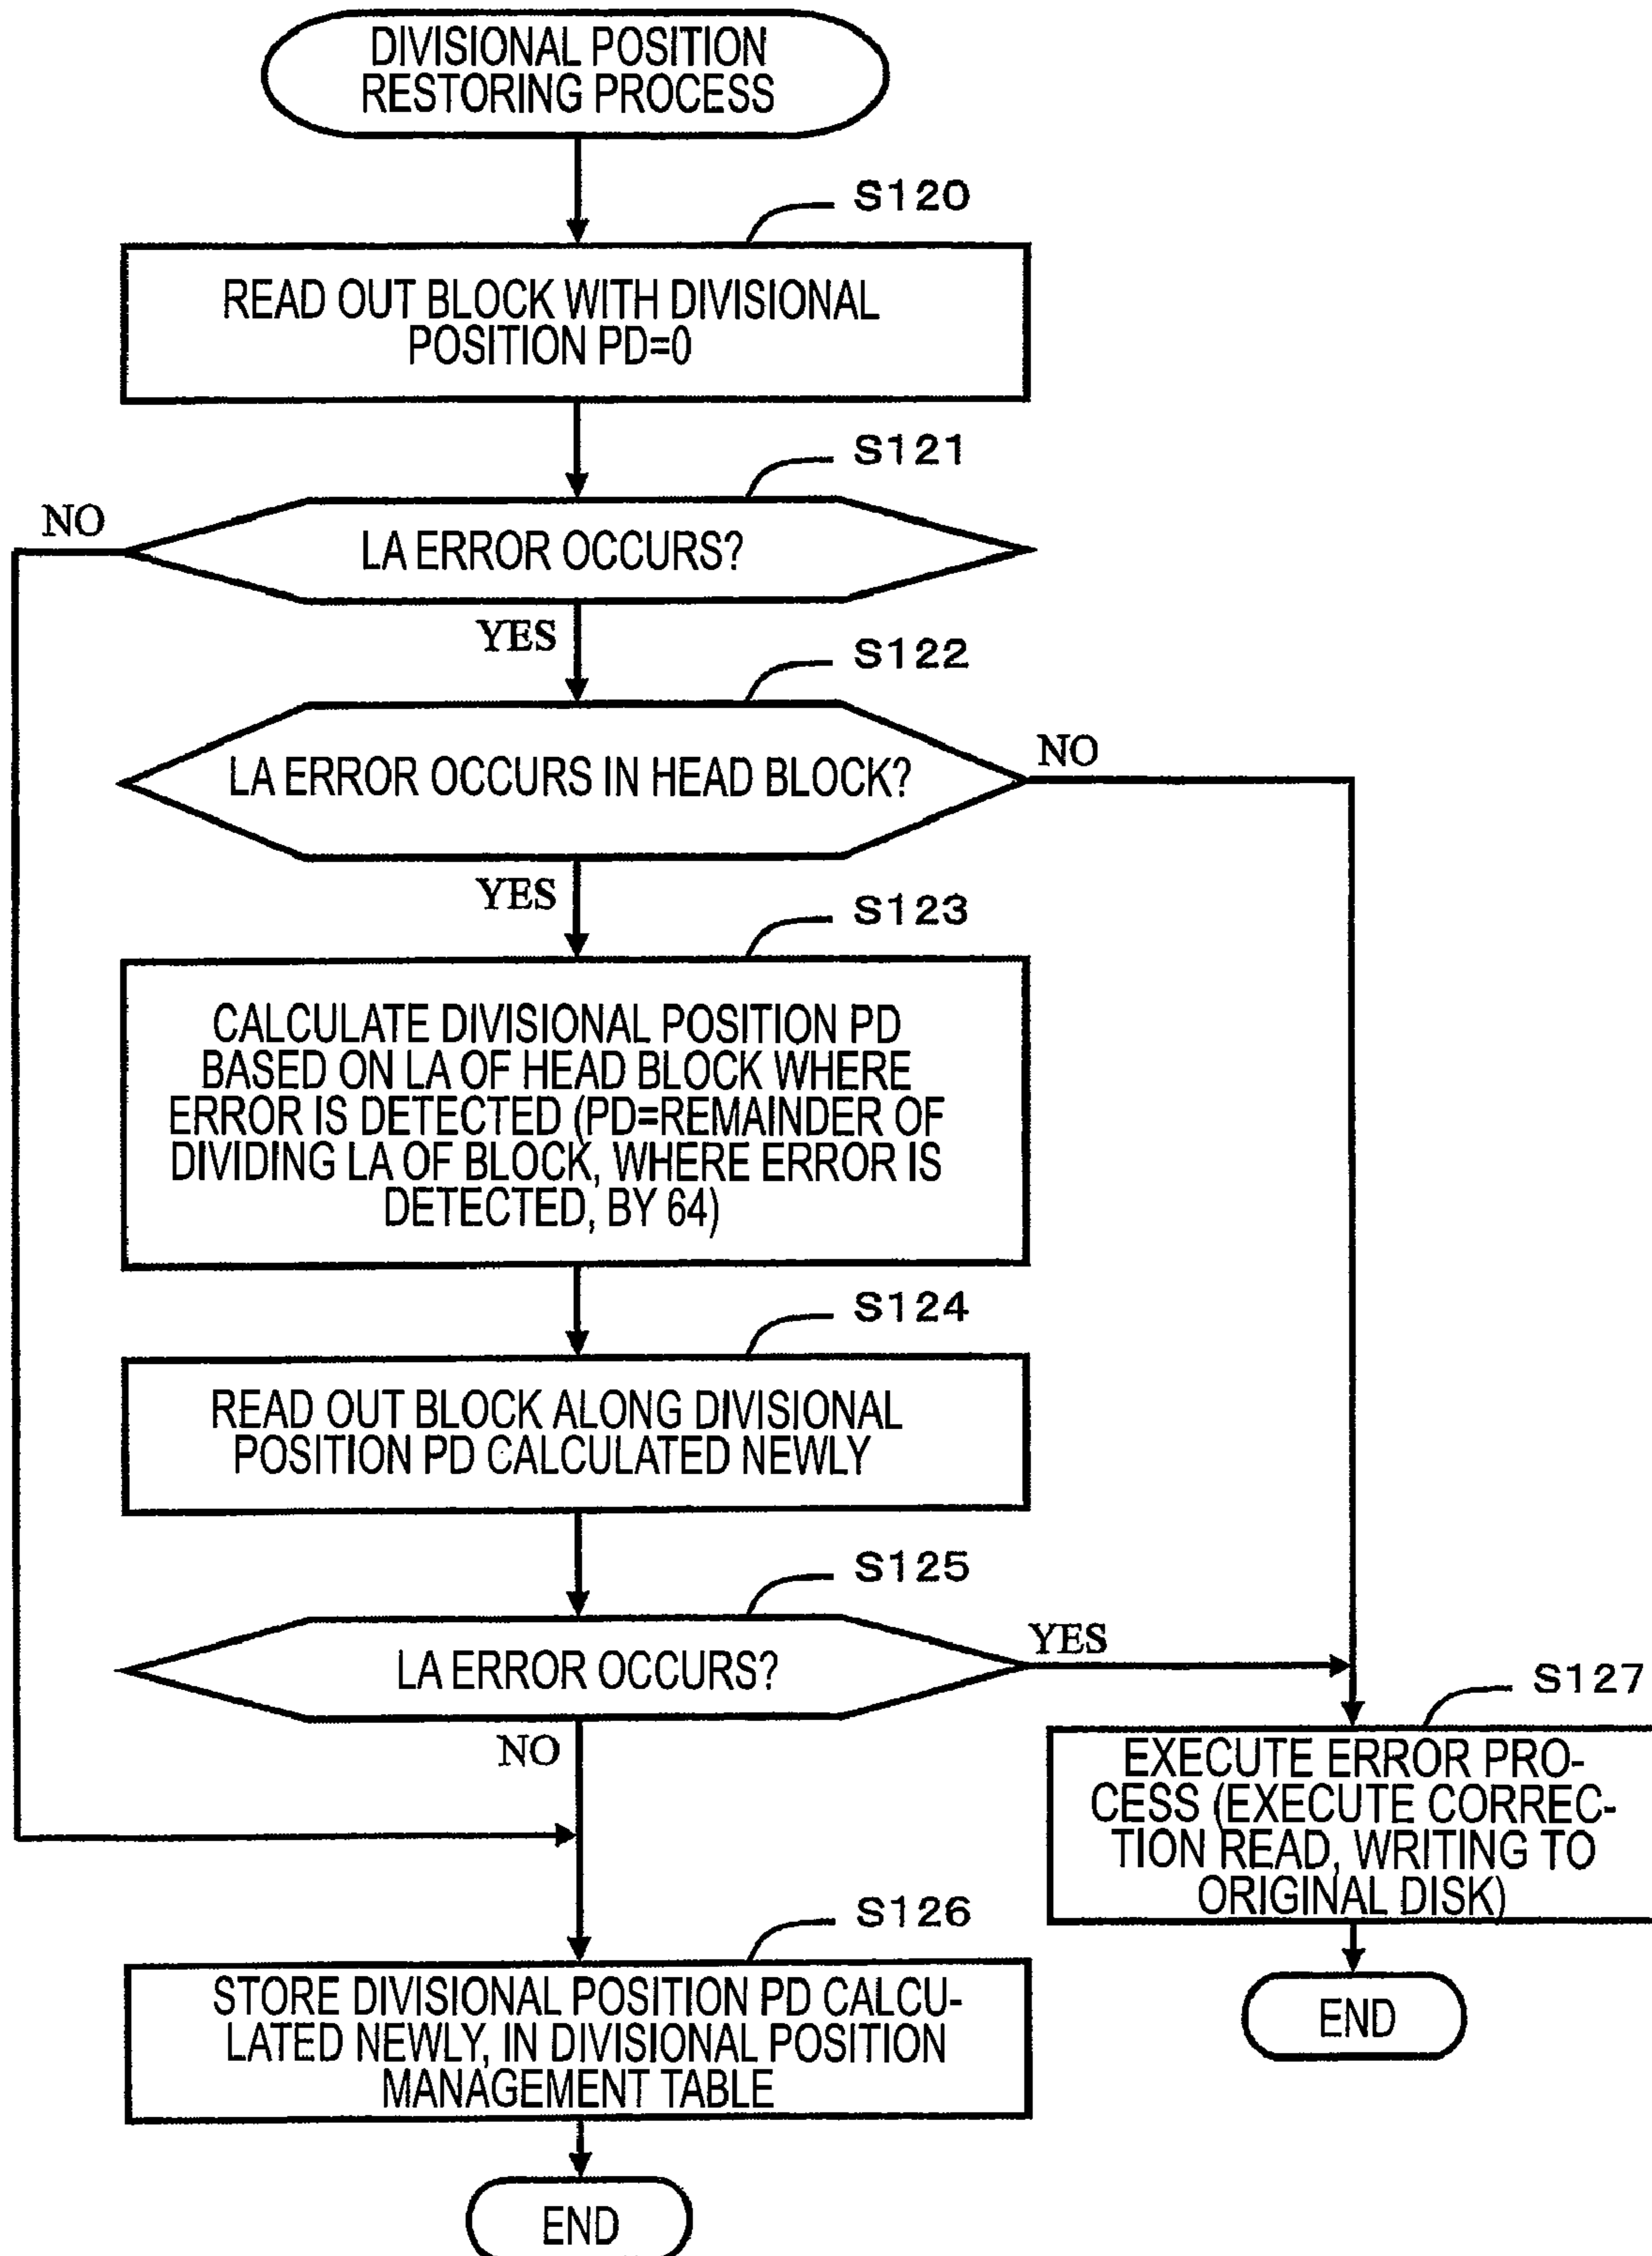 DIVISIONAL POSITION
RESTORING PROCESS
S120
READ OUT BLOCK WITH DIVISIONAL
POSITION PD=0
S121
NO
LA ERROR OCCURS?
YES
S122
NO
LA ERROR OCCURS IN HEAD BLOCK?
YES
S123
CALCULATE DIVISIONAL POSITION PD
BASED ON LA OF HEAD BLOCK WHERE
ERROR IS DETECTED (PD=REMAINDER OF
DIVIDING LA OF BLOCK, WHERE ERROR IS
DETECTED, BY 64)
S124
READ OUT BLOCK ALONG DIVISIONAL
POSITION PD CALCULATED NEWLY
S125
YES
LA ERROR OCCURS?
NO
S127
EXECUTE ERROR PRO-
CESS (EXECUTE CORREC-
TION READ, WRITING TO
ORIGINAL DISK)
END
S126
STORE DIVISIONAL POSITION PD CALCU-
LATED NEWLY, IN DIVISIONAL POSITION
MANAGEMENT TABLE
END